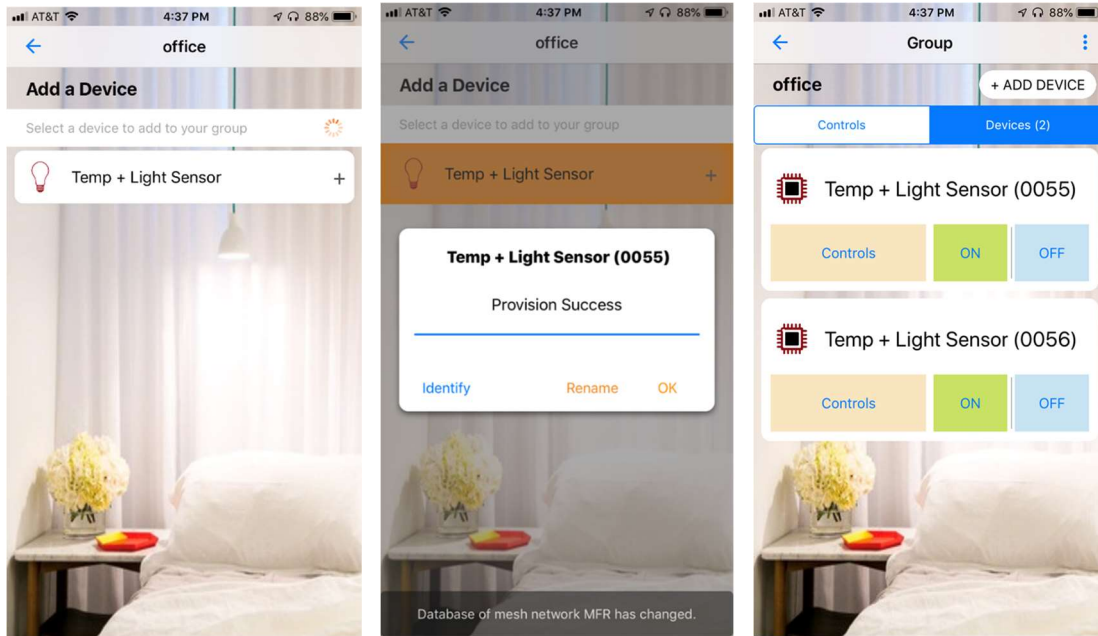 AT&T 4:37 PM 88%
office
Add a Device
Select a device to add to your group
Temp + Light Sensor +
AT&T 4:37 PM 88%
office
Add a Device
Select a device to add to your group
Temp + Light Sensor +
Temp + Light Sensor (0055)
Provision Success
Identify Rename OK
Database of mesh network MFR has changed.
AT&T 4:37 PM 88%
Group
office + ADD DEVICE
Controls Devices (2)
Temp + Light Sensor (0055)
Controls ON OFF
Temp + Light Sensor (0056)
Controls ON OFF